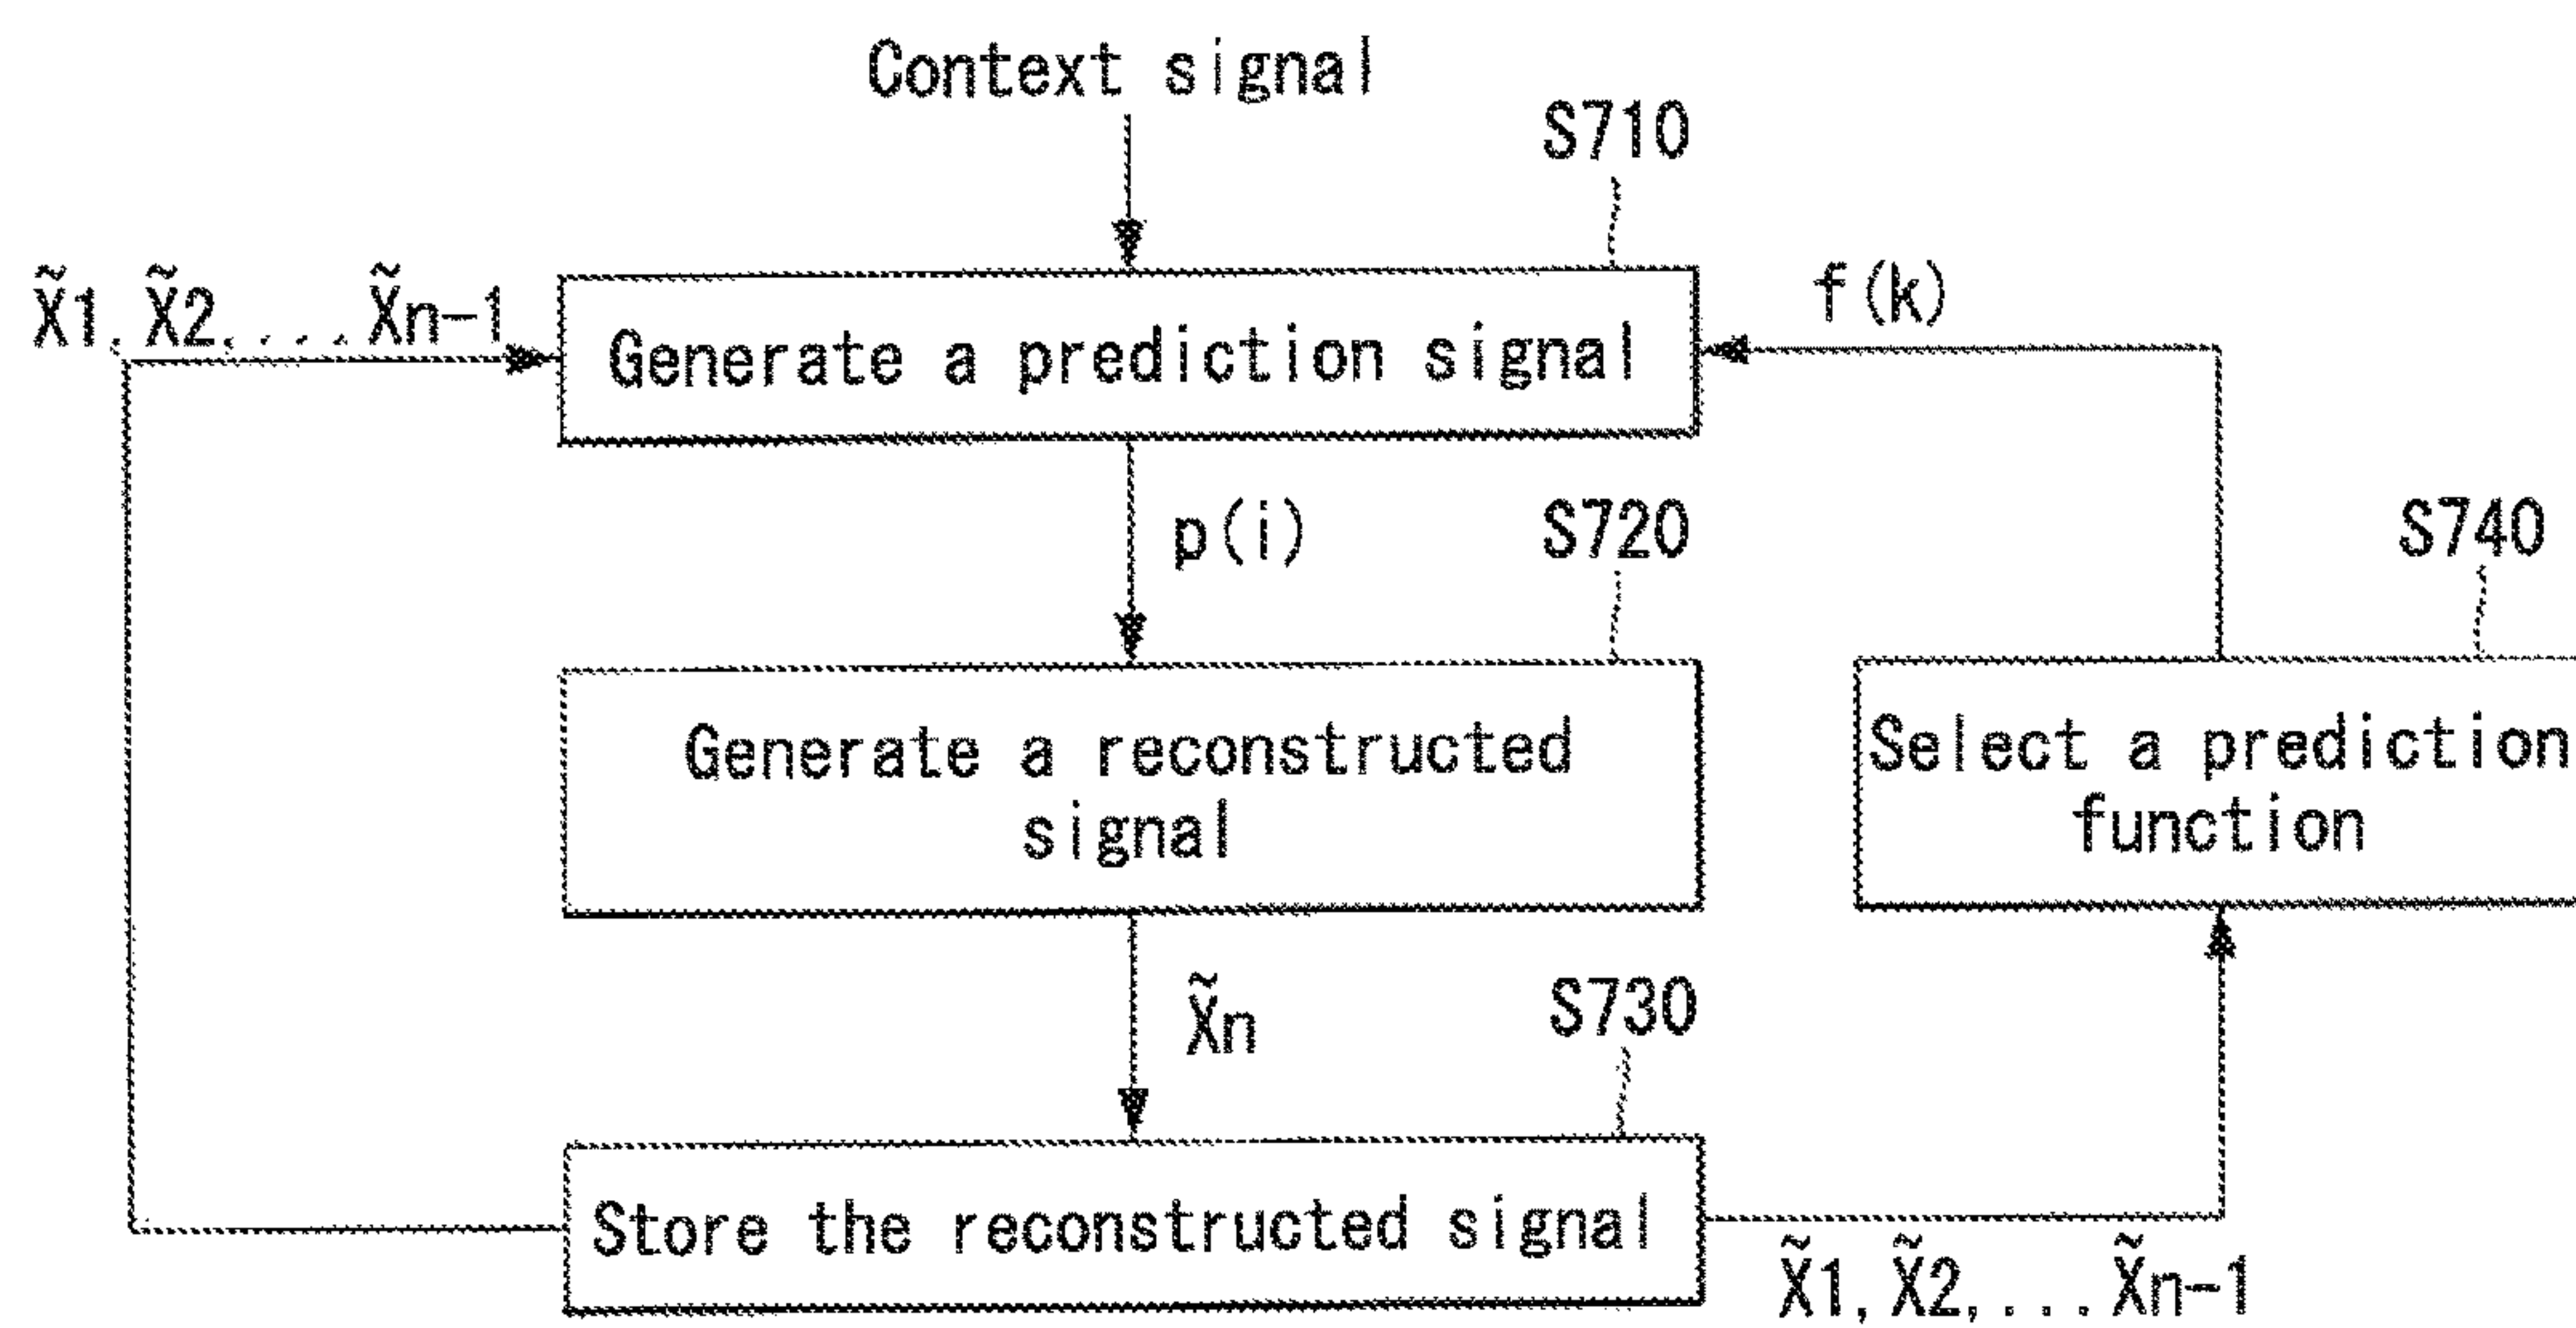 Context signal
S710
X̃1, X̃2, ... X̃n-1
Generate a prediction signal
f(k)
p(i)
S720
S740
Generate a reconstructed
signal
Select a prediction
function
X̃n
S730
Store the reconstructed signal
X̃1, X̃2, ... X̃n-1